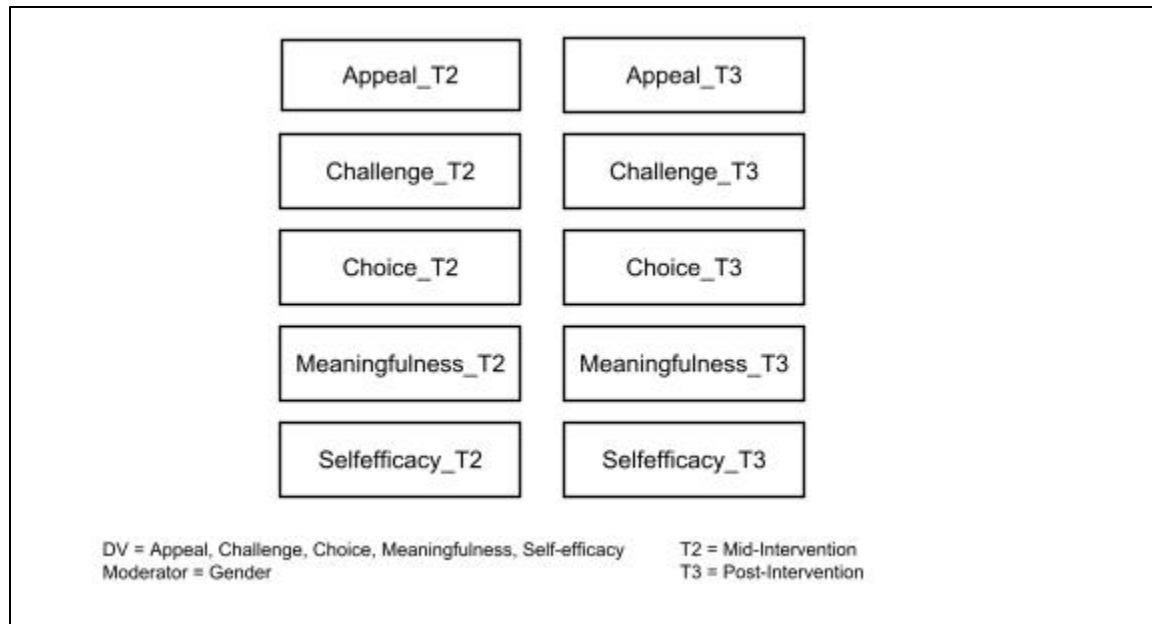 Appeal_T2 Appeal_T3
Challenge_T2 Challenge_T3
Choice_T2 Choice_T3
Meaningfulness_T2 Meaningfulness_T3
Selfefficacy_T2 Selfefficacy_T3
DV = Appeal, Challenge, Choice, Meaningfulness, Self-efficacy T2 = Mid-Intervention
Moderator = Gender T3 = Post-Intervention